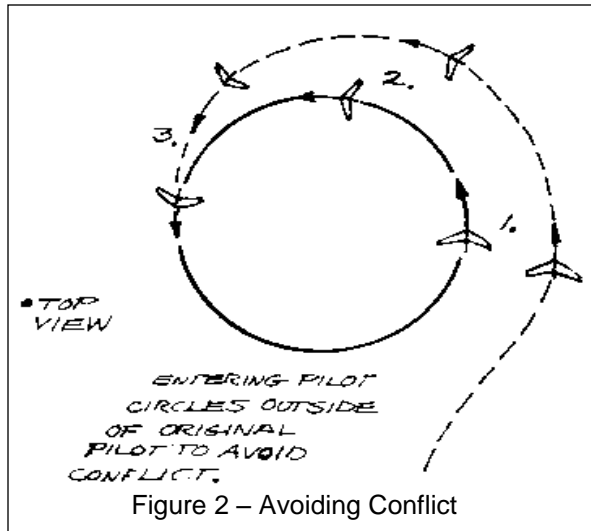 2.
3.
1.
• TOP
VIEW
ENTERING PILOT
CIRCLES OUTSIDE
OF ORIGINAL
PILOT TO AVOID
CONFLICT.
Figure 2 – Avoiding Conflict